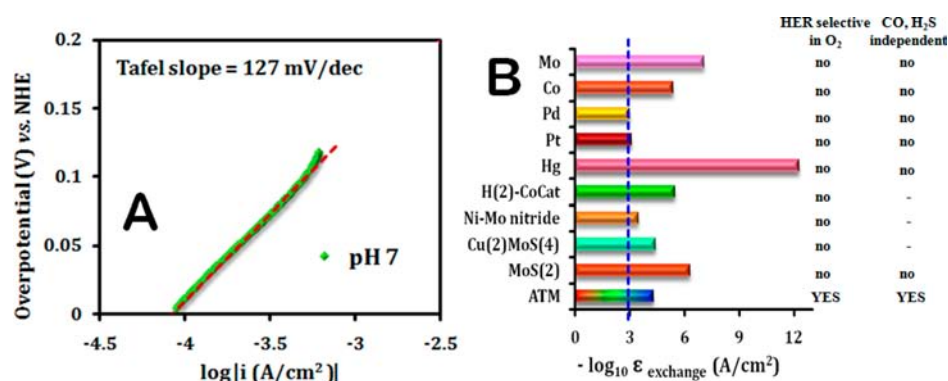 0.2
0.15
0.1
0.05
0
Overpotential (V) vs. NHE
Tafel slope = 127 mV/dec
A
pH 7
-4.5 -4 -3.5 -3 -2.5
log|i (A/cm²)|
HER selective CO, H₂S
in O₂ independent
B
Mo no no
Co no no
Pd no no
Pt no no
Hg no no
H(2)-CoCat no -
Ni-Mo nitride no
Cu(2)MoS(4) no -
MoS(2) no no
ATM YES YES
0 3 6 9 12
- log₁₀ ε exchange (A/cm²)